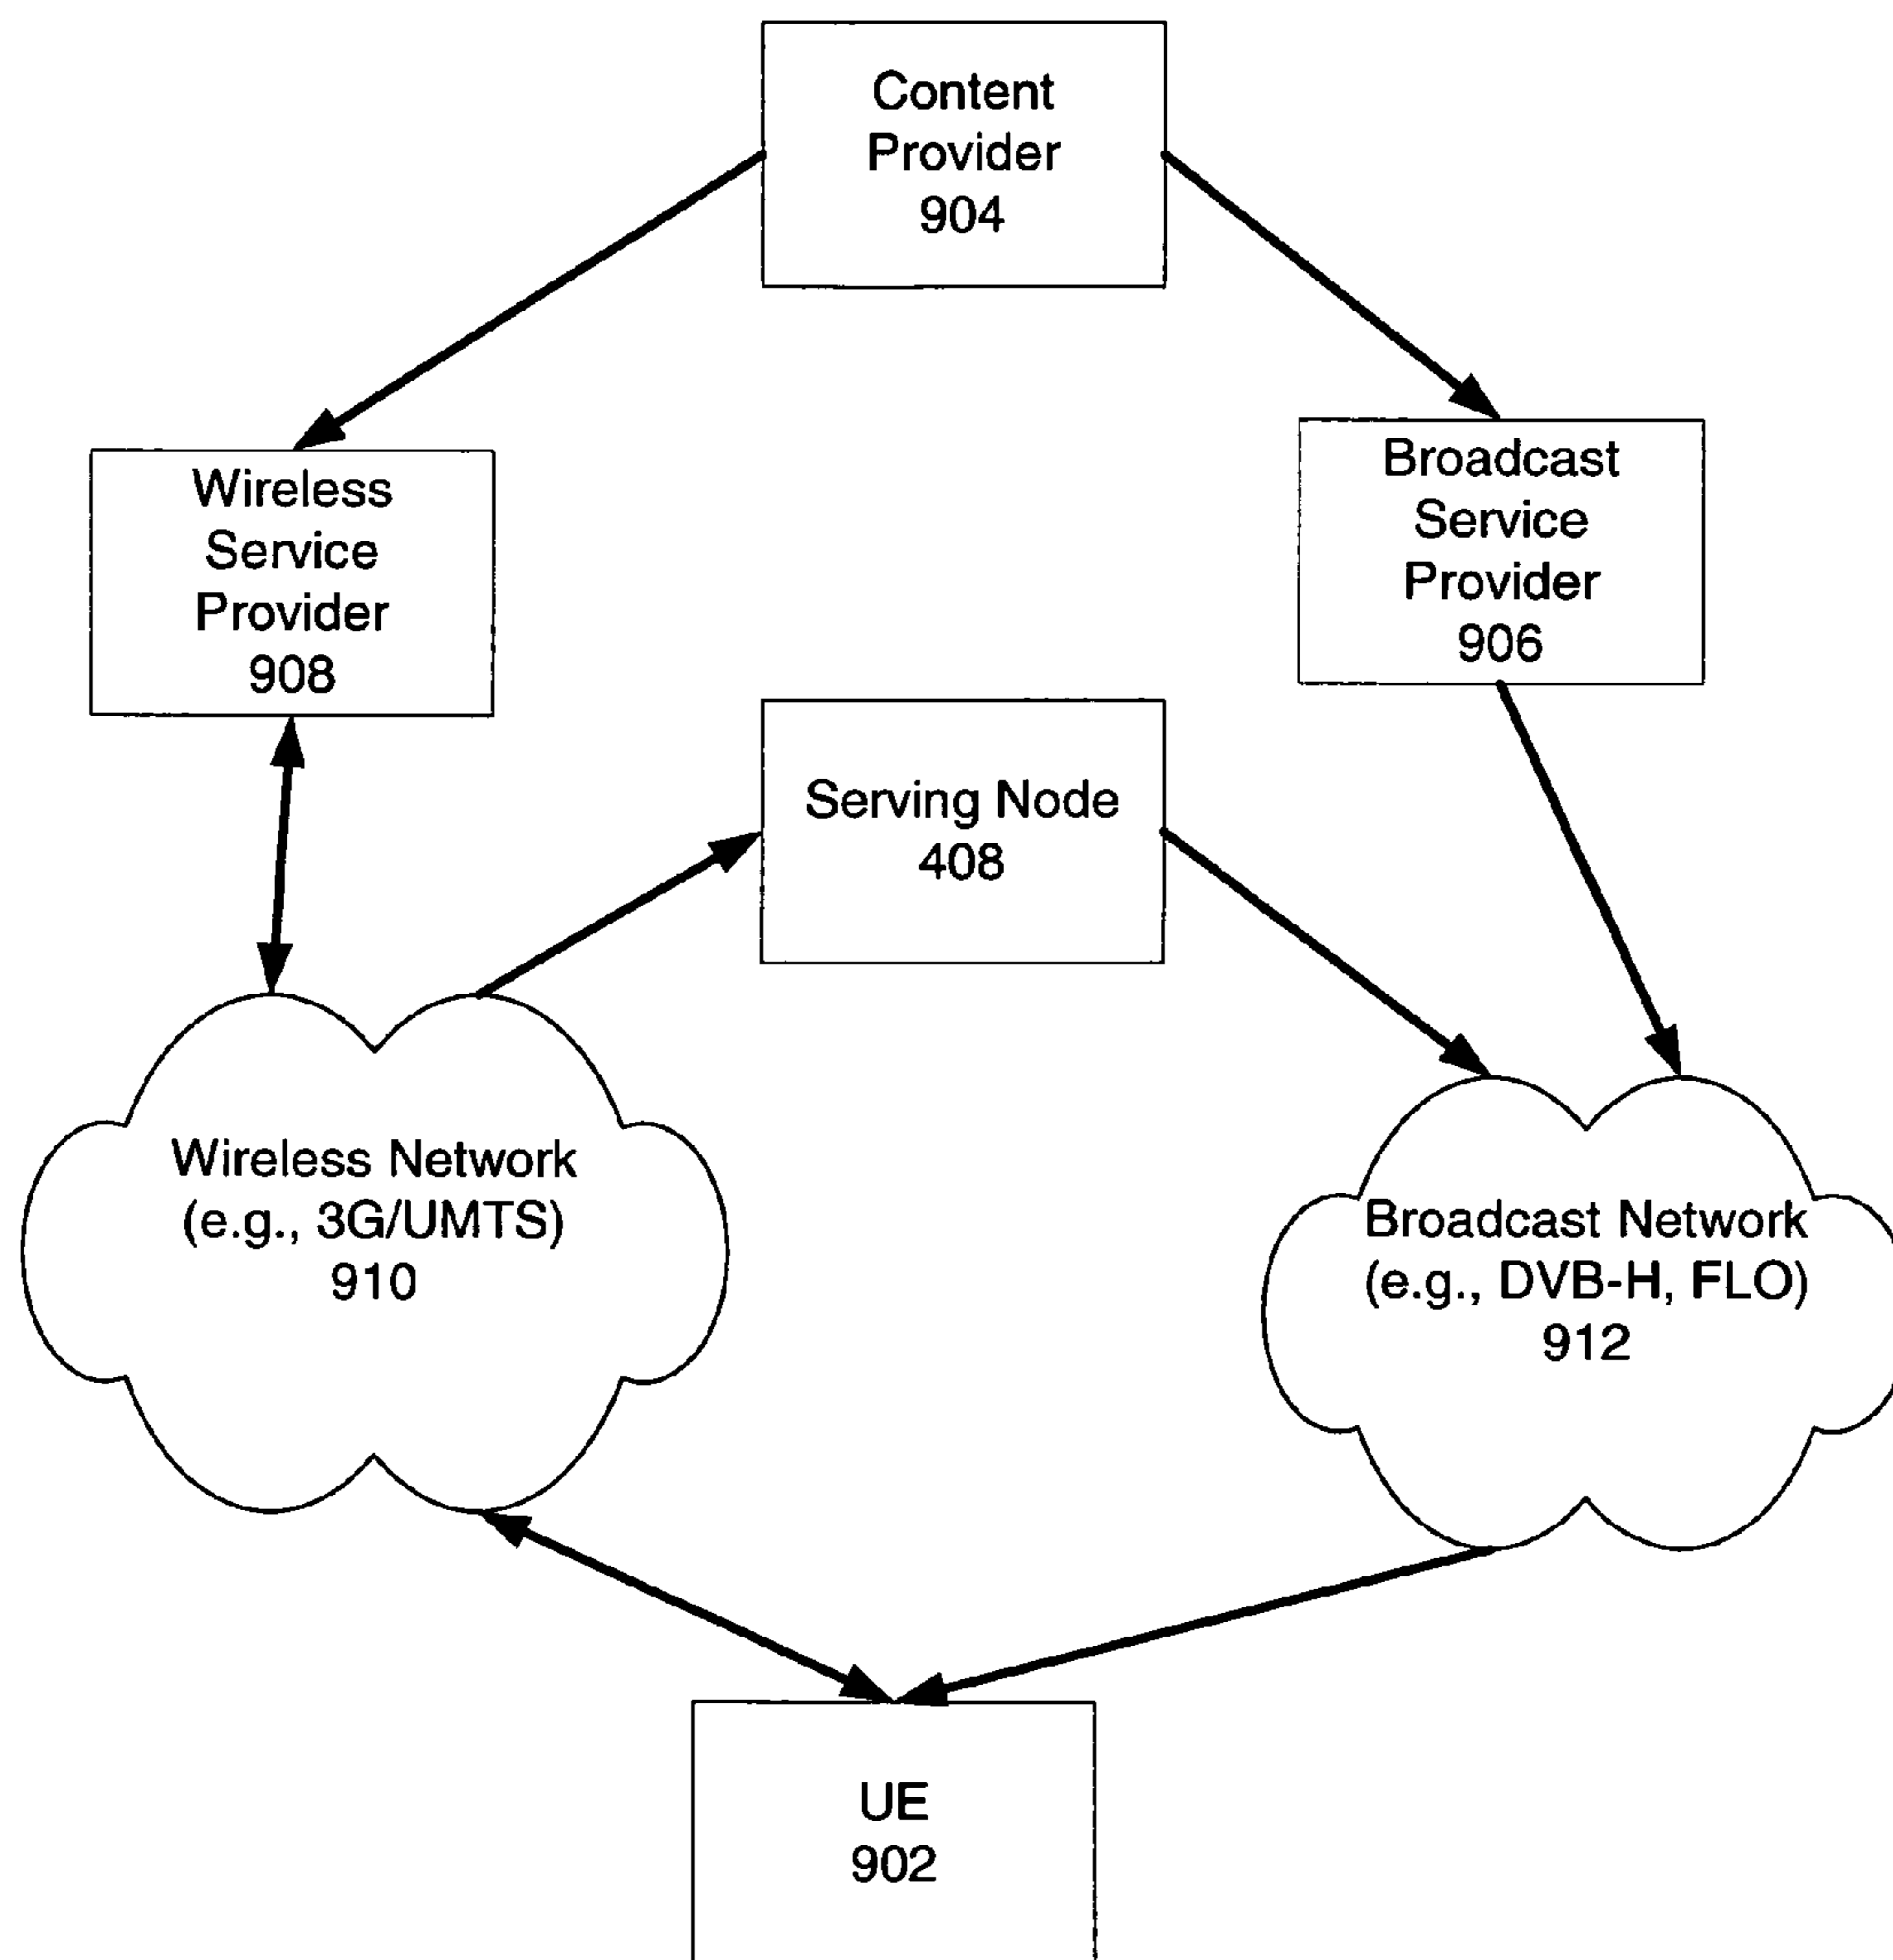 Content
Provider
904
Wireless
Service
Provider
908
Broadcast
Service
Provider
906
Serving Node
408
Wireless Network
(e.g., 3G/UMTS)
910
Broadcast Network
(e.g., DVB-H, FLO)
912
UE
902